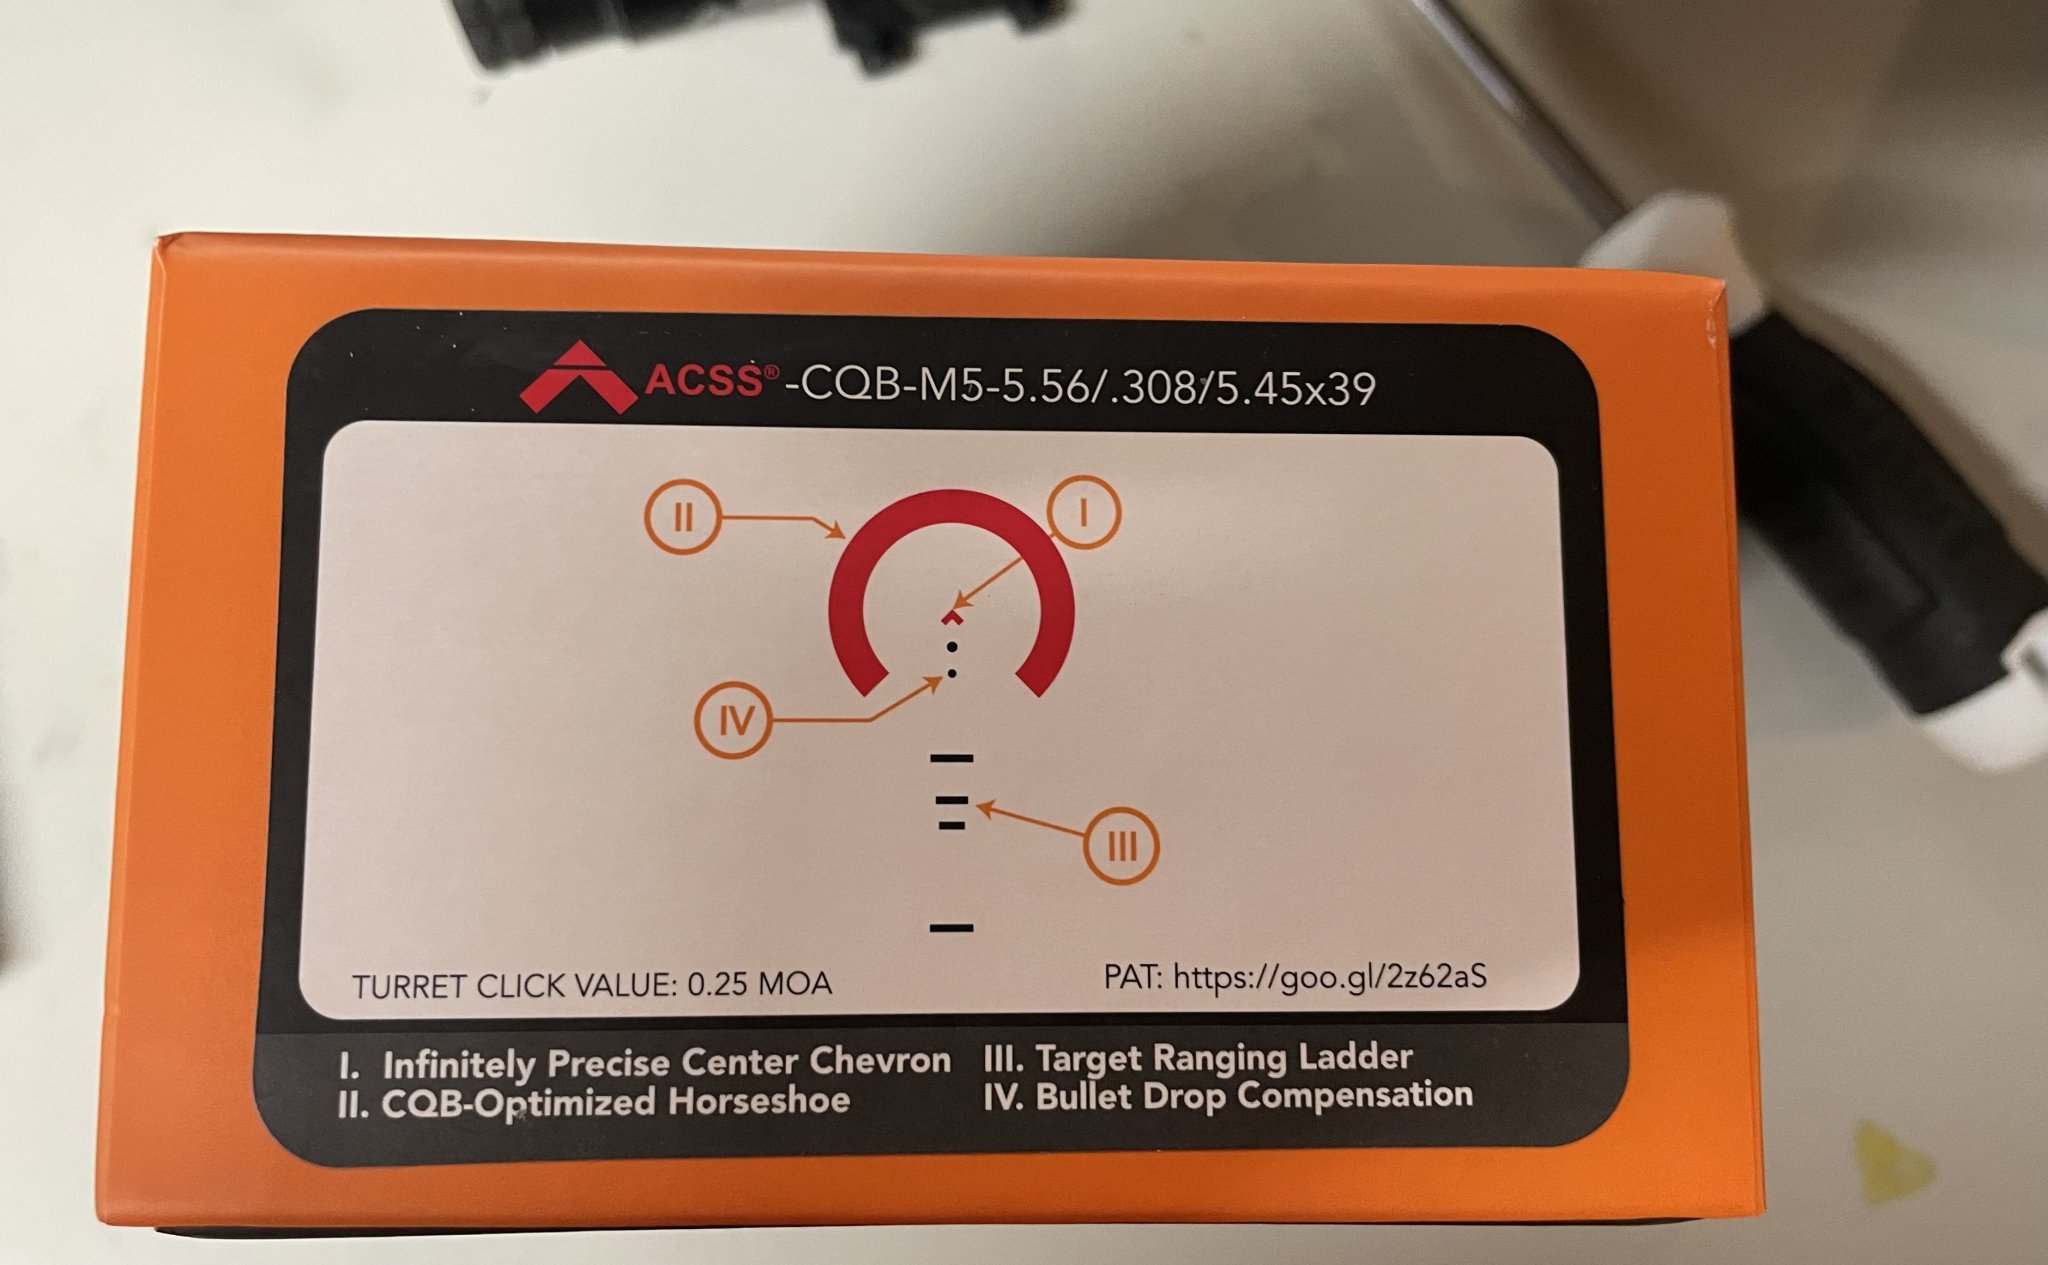 ACSS®-CQB-M5-5.56/.308/5.45x39
II
I
IV
III
TURRET CLICK VALUE: 0.25 MOA
PAT: https://goo.gl/2z62aS
I. Infinitely Precise Center Chevron
II. CQB-Optimized Horseshoe
III. Target Ranging Ladder
IV. Bullet Drop Compensation